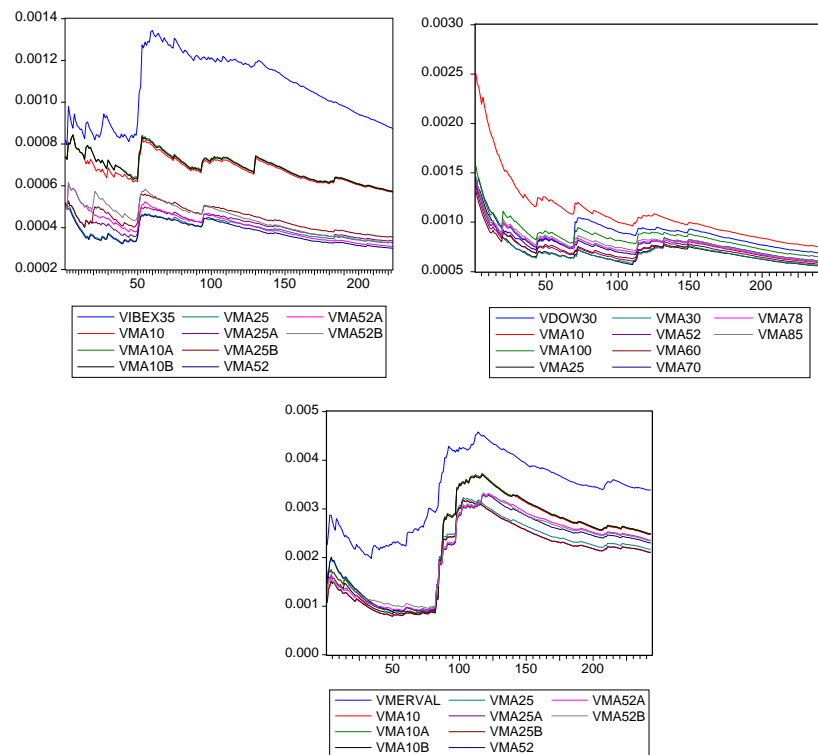 0.0014
0.0012
0.0010
0.0008
0.0006
0.0004
0.0002
50 100 150 200
VIBEX35 VMA25 VMA52A
VMA10 VMA25A VMA52B
VMA10A VMA25B
VMA10B VMA52
0.0030
0.0025
0.0020
0.0015
0.0010
0.0005
50 100 150 200
VDOW30 VMA30 VMA78
VMA10 VMA52 VMA85
VMA100 VMA60
VMA25 VMA70
0.005
0.004
0.003
0.002
0.001
0.000
50 100 150 200
VMERVAL VMA25 VMA52A
VMA10 VMA25A VMA52B
VMA10A VMA25B
VMA10B VMA52